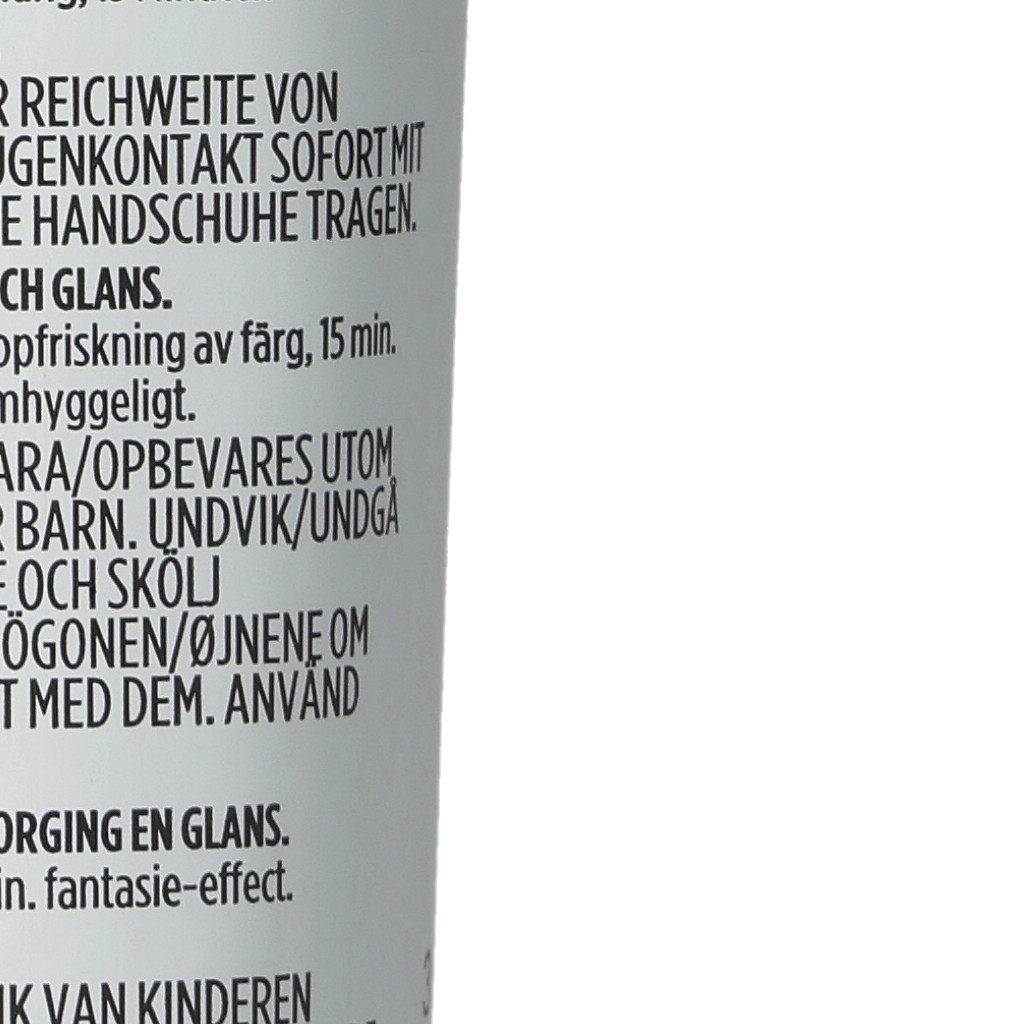 REICHWEITE VON
UGENKONTAKT SOFORT MIT
E HANDSCHUHE TRAGEN.
CH GLANS.
opfriskning av färg, 15 min.
mhyggeligt.
ARA/OPBEVARES UTOM
R BARN. UNDVIK/UNDGÅ
E OCH SKÖLJ
ÖGONEN/ØJNENE OM
T MED DEM. ANVÄND
ORGING EN GLANS.
in. fantasie-effect.
IK VAN KINDEREN